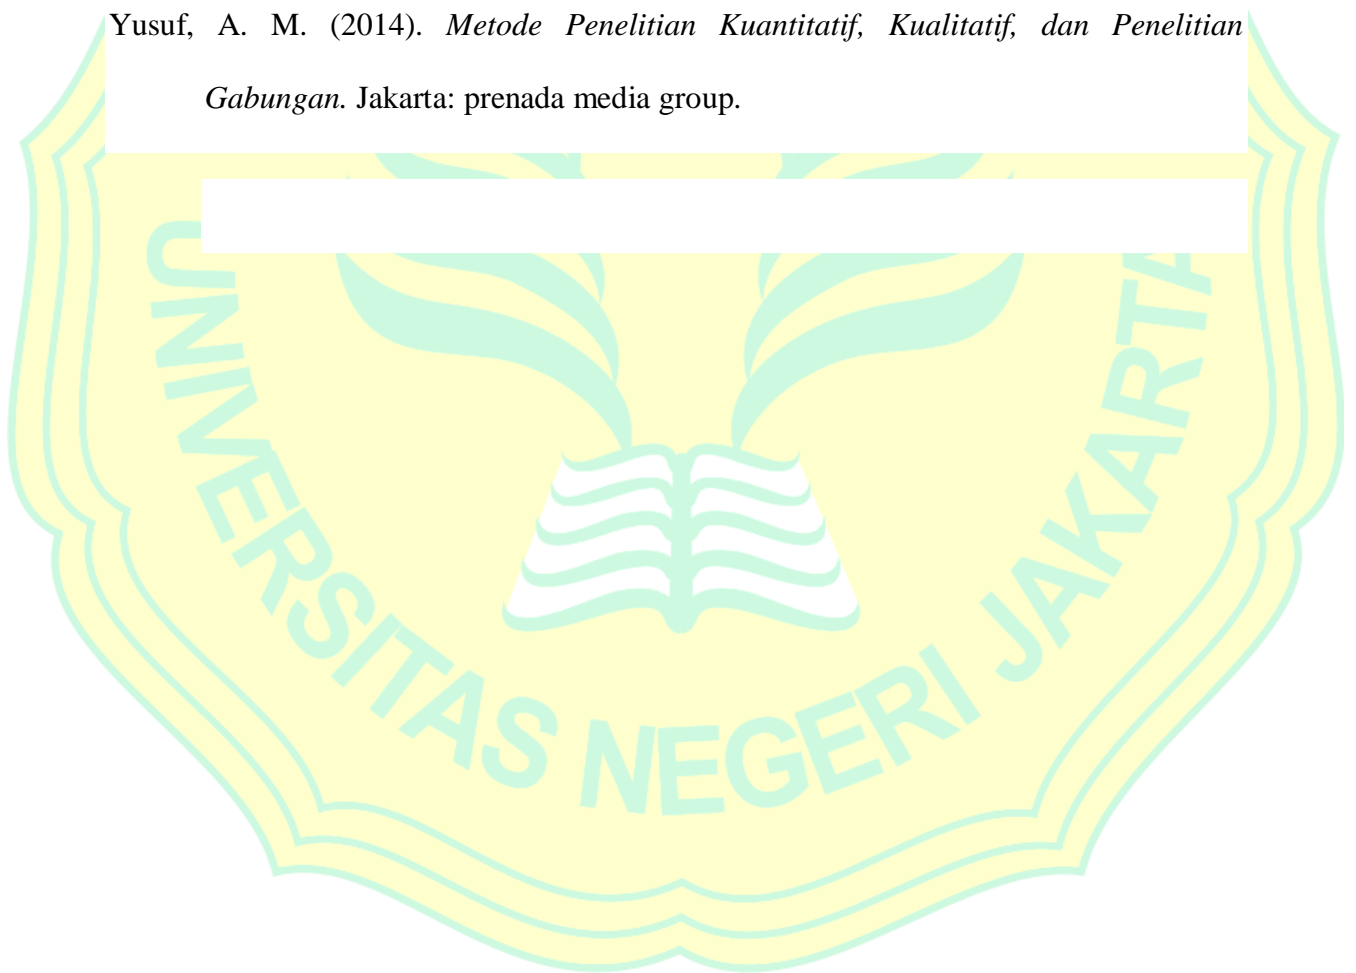 Yusuf, A. M. (2014). Metode Penelitian Kuantitatif, Kualitatif, dan Penelitian
Gabungan. Jakarta: prenada media group.
UNIVERSITAS NEGERI JAKARTA